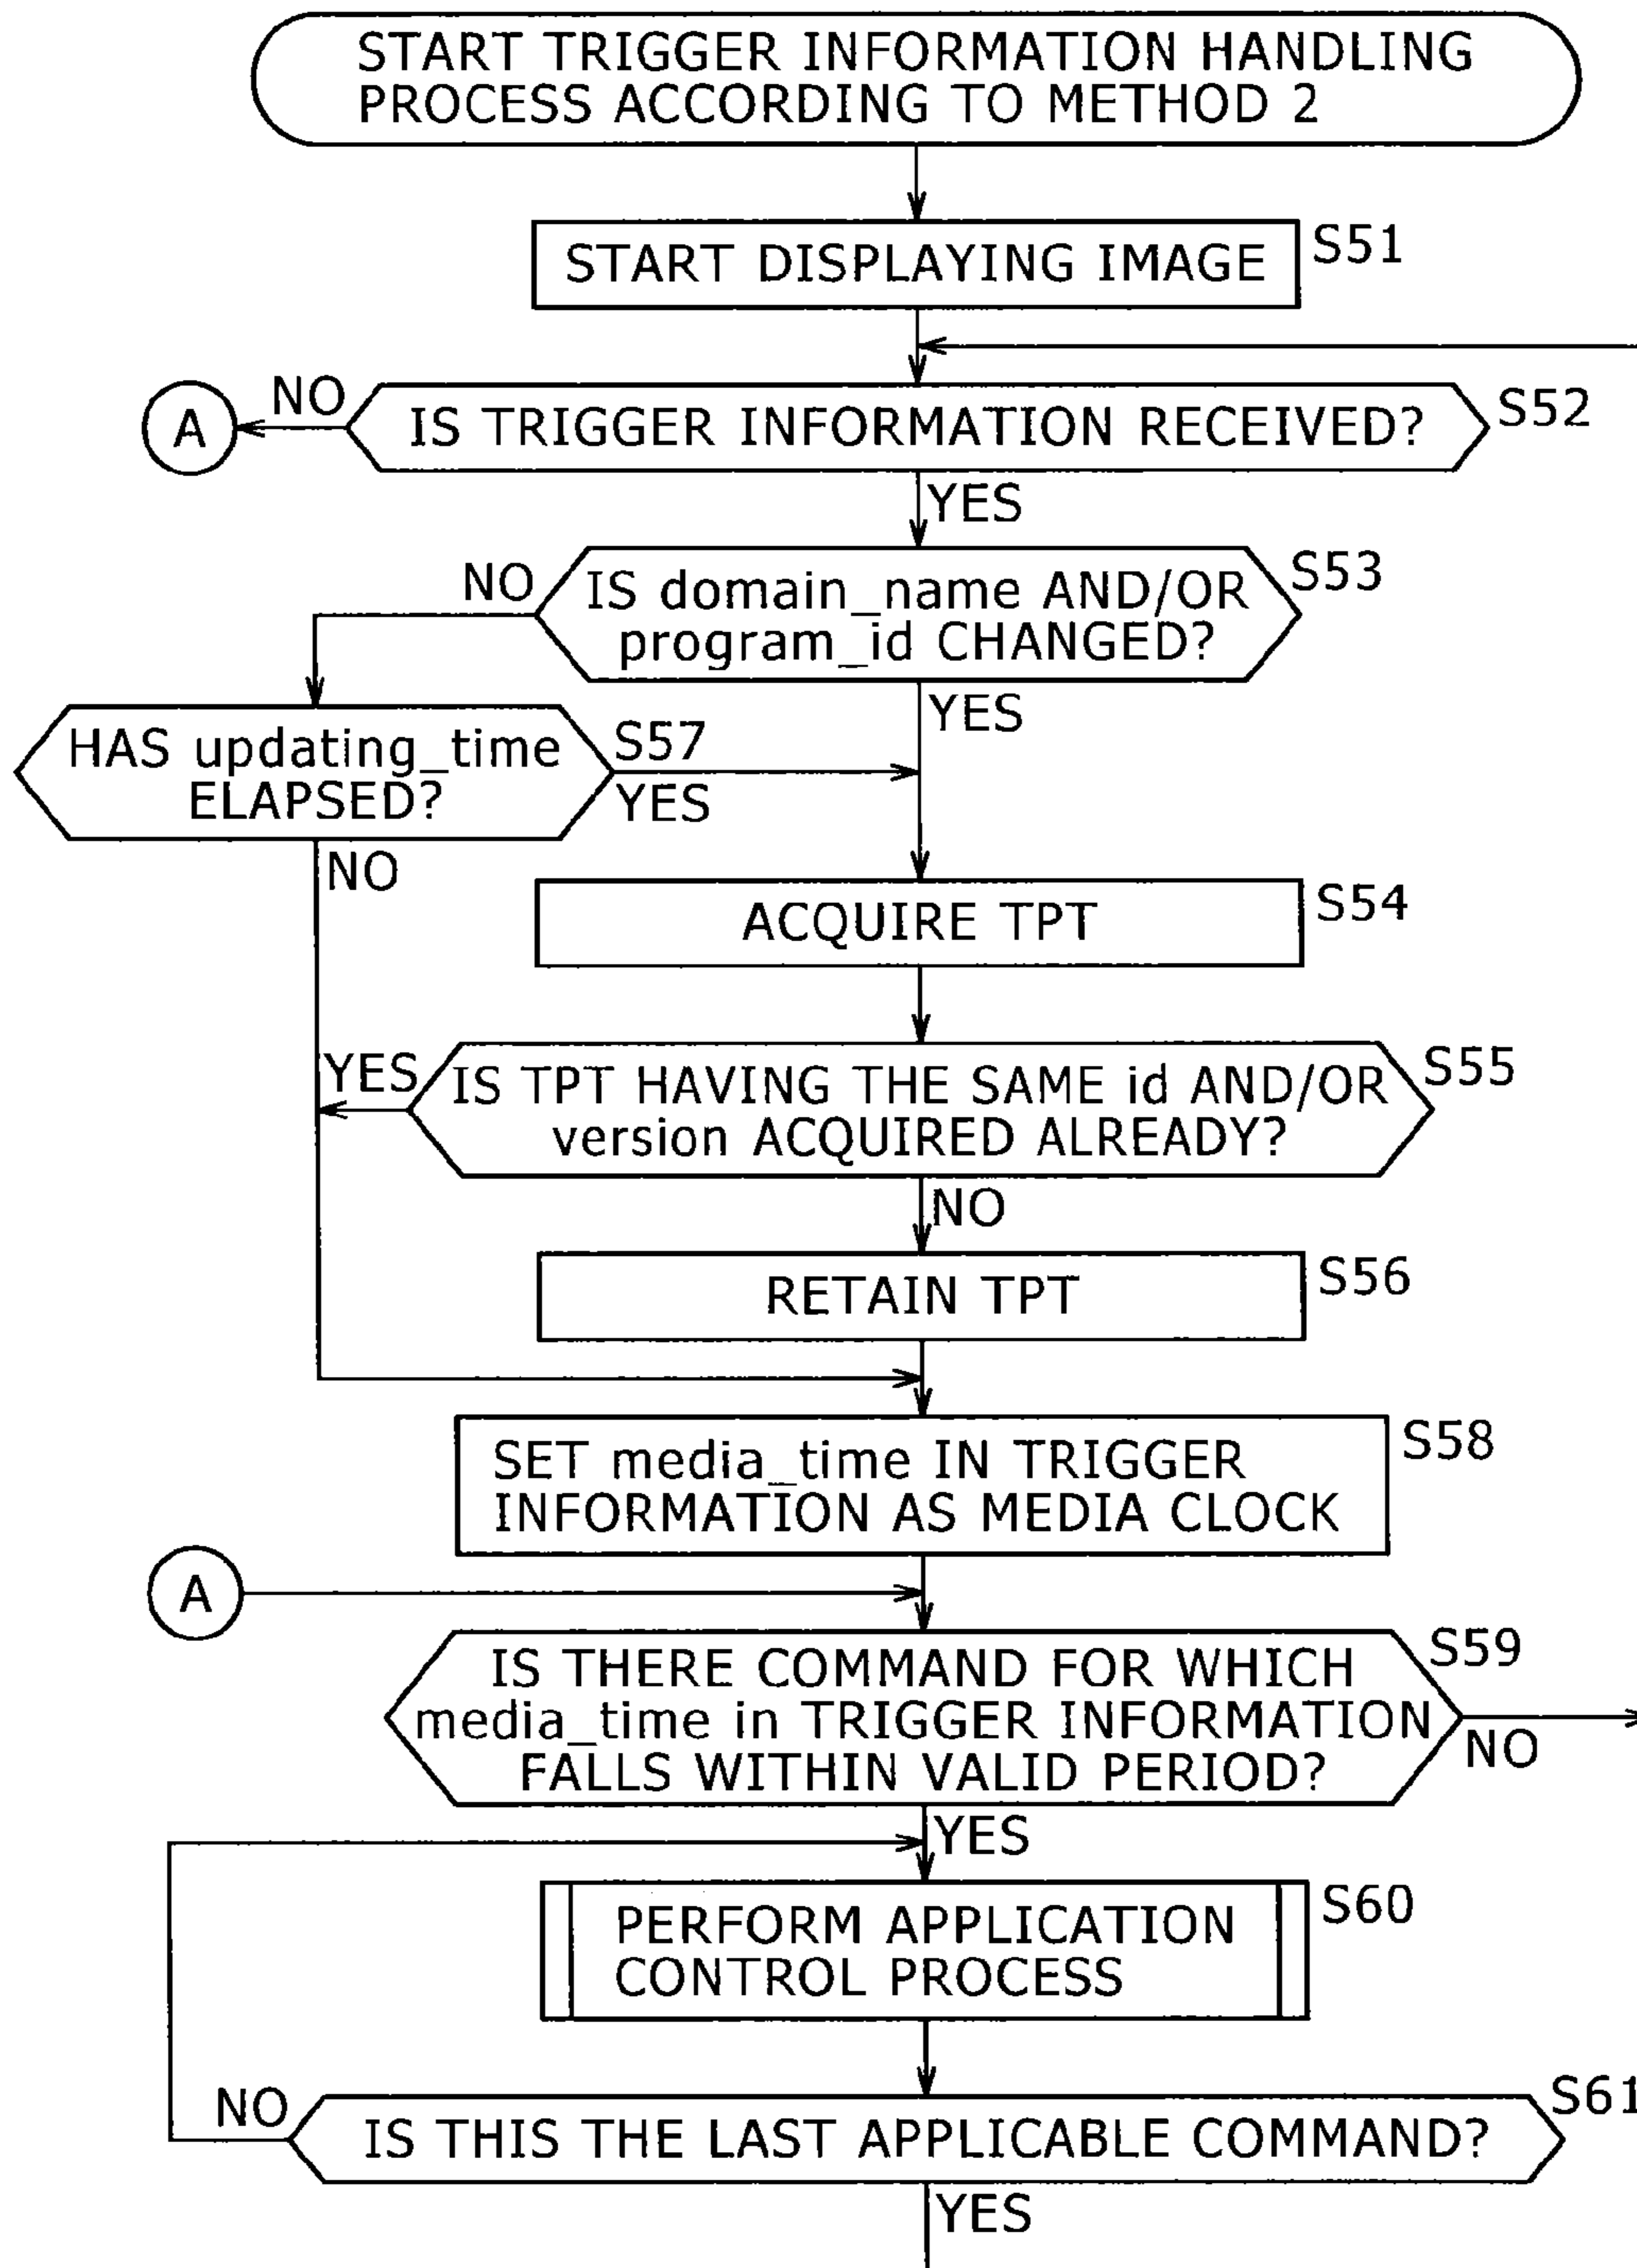 START TRIGGER INFORMATION HANDLING
PROCESS ACCORDING TO METHOD 2
START DISPLAYING IMAGE
S51
A
NO
IS TRIGGER INFORMATION RECEIVED?
S52
YES
NO
IS domain_name AND/OR
program_id CHANGED?
S53
YES
HAS updating_time
ELAPSED?
S57
YES
NO
ACQUIRE TPT
S54
YES
IS TPT HAVING THE SAME id AND/OR
version ACQUIRED ALREADY?
S55
NO
RETAIN TPT
S56
SET media_time IN TRIGGER
INFORMATION AS MEDIA CLOCK
S58
A
IS THERE COMMAND FOR WHICH
media_time in TRIGGER INFORMATION
FALLS WITHIN VALID PERIOD?
S59
NO
YES
PERFORM APPLICATION
CONTROL PROCESS
S60
NO
IS THIS THE LAST APPLICABLE COMMAND?
S61
YES